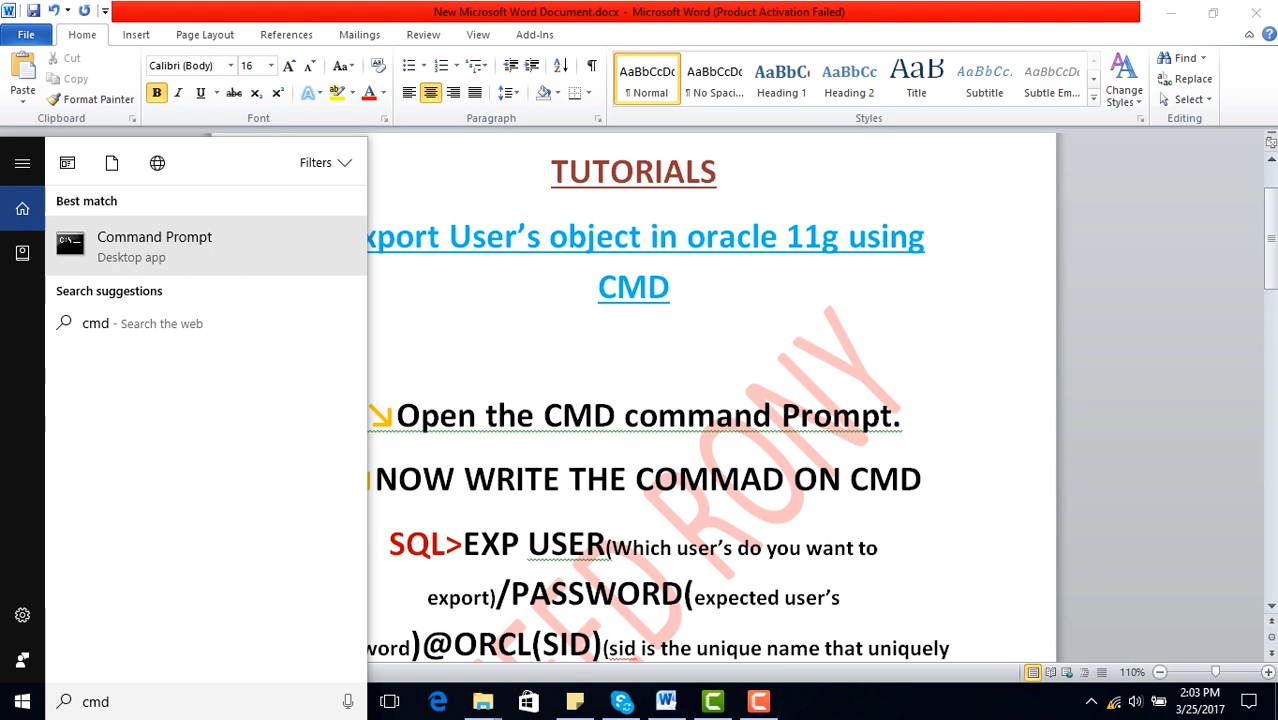 New Microsoft Word Document.docx - Microsoft Word (Product Activation Failed)
File Home Insert Page Layout References Mailings Review View Add-Ins
Paste
Cut
Copy
Format Painter
Clipboard
Calibri (Body) 16
Font
Paragraph
AaBbCcDc AaBbCcDc AaBbCc AaBbCc AaB AaBbCcL AaBbCcDc
¶ Normal ¶ No Spaci... Heading 1 Heading 2 Title Subtitle Subtle Em...
Styles
Change Styles
Find
Replace
Select
Editing
Filters
Best match
Command Prompt
Desktop app
Search suggestions
cmd - Search the web
TUTORIALS
xport User’s object in oracle 11g using
CMD
Open the CMD command Prompt.
NOW WRITE THE COMMAD ON CMD
SQL>EXP USER(Which user’s do you want to
export)/PASSWORD(expected user’s
word)@ORCL(SID)(sid is the unique name that uniquely
RONY
110%
cmd
2:03 PM
3/25/2017